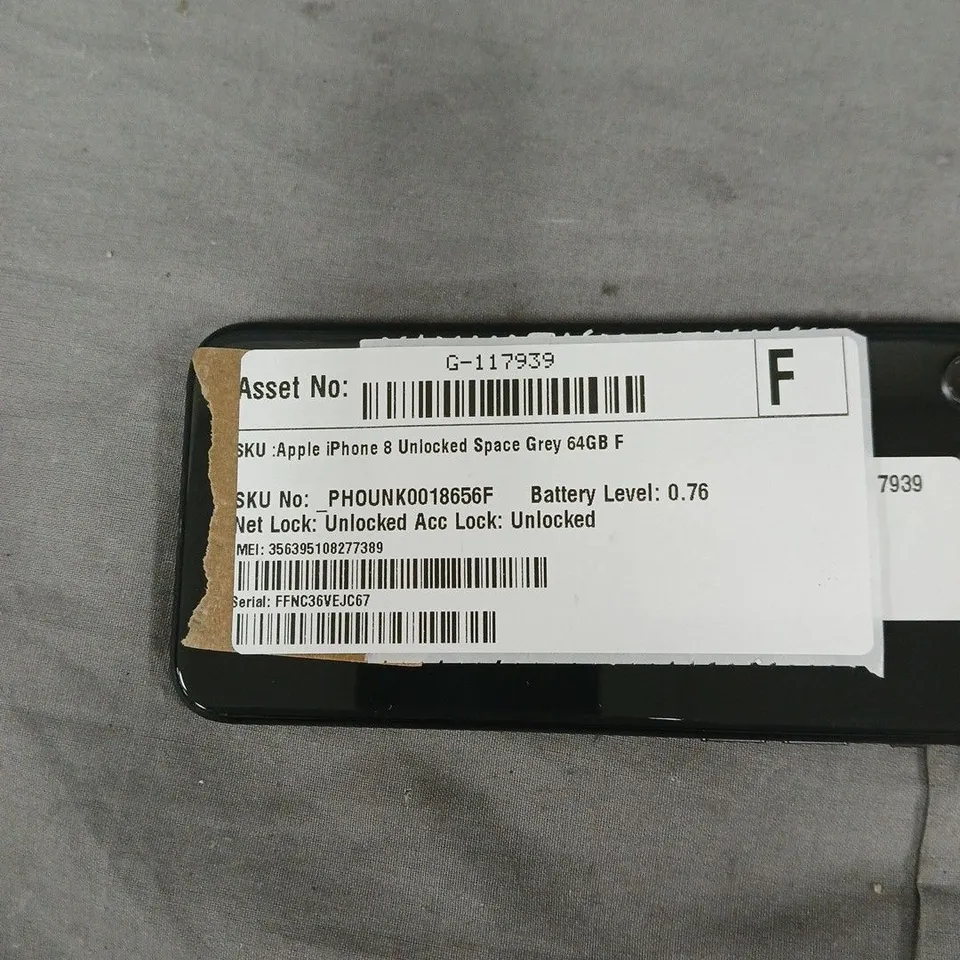 G-117939
Asset No:
F
SKU :Apple iPhone 8 Unlocked Space Grey 64GB F
SKU No: _PHOUNK0018656F Battery Level: 0.76
Net Lock: Unlocked Acc Lock: Unlocked
MEI: 356395108277389
Serial: FFNC36VEJC67
7939